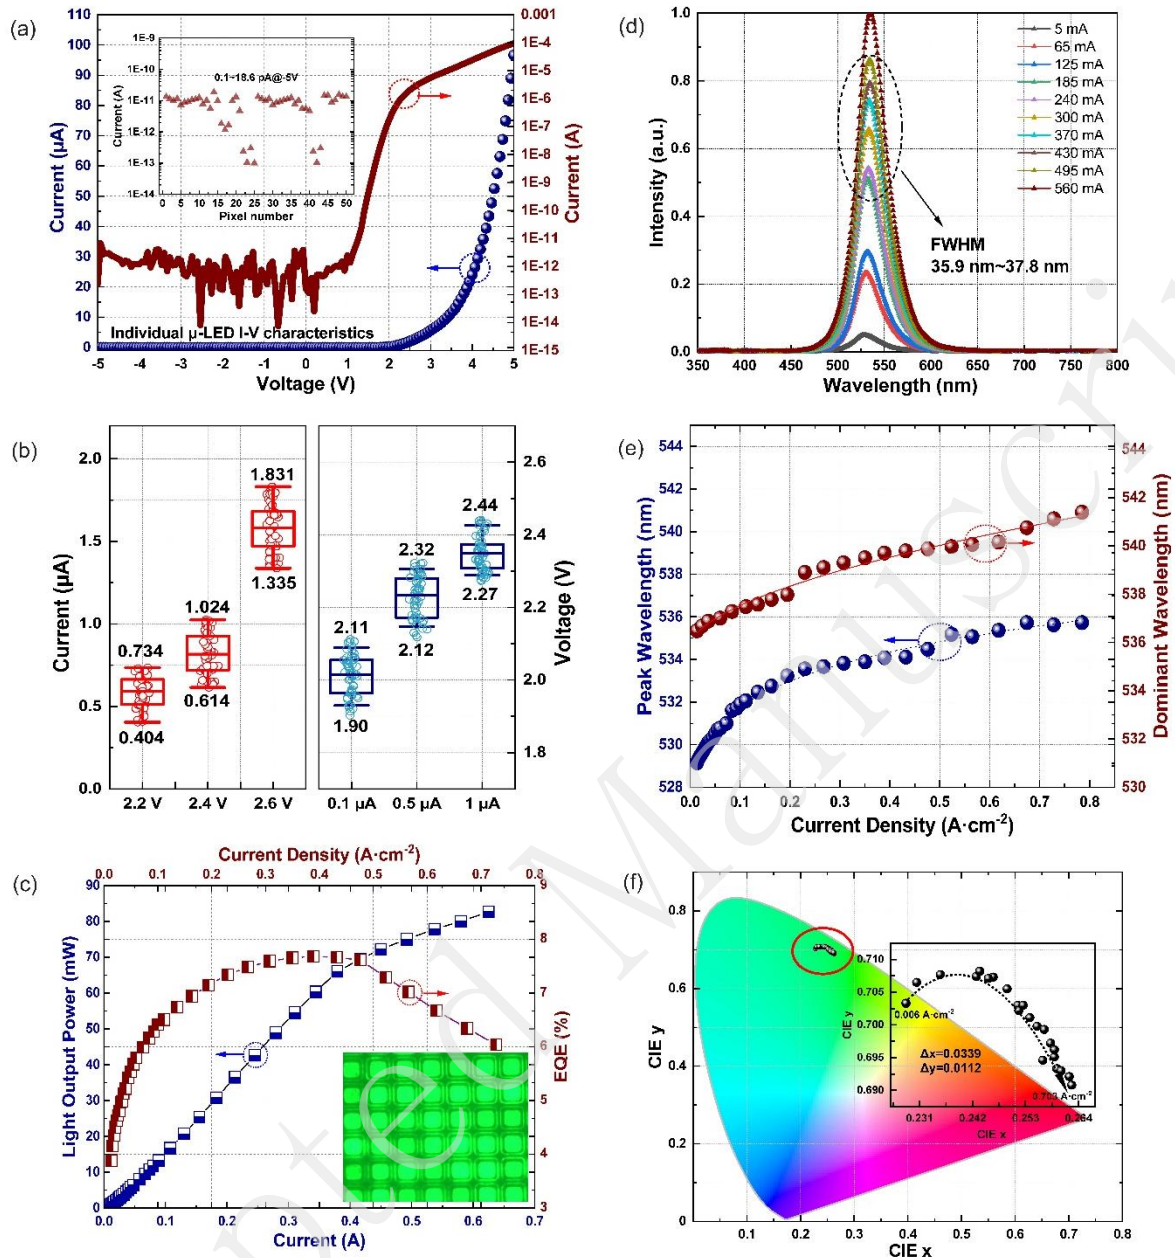 (a)
110
100
90
80
70
60
50
40
30
20
10
0
Current (μA)
0.001
1E-4
1E-5
1E-6
1E-7
1E-8
1E-9
1E-10
1E-11
1E-12
1E-13
1E-14
1E-15
Current (A)
1E-9
1E-10
1E-11
1E-12
1E-13
1E-14
Current (A)
0.1~18.6 pA@-5V
0 5 10 15 20 25 30 35 40 45 50
Pixel number
Individual μ-LED I-V characteristics
-5 -4 -3 -2 -1 0 1 2 3 4 5
Voltage (V)
(d)
1.0
0.8
0.6
0.4
0.2
0.0
Intensity (a.u.)
5 mA
65 mA
125 mA
185 mA
240 mA
300 mA
370 mA
430 mA
495 mA
560 mA
FWHM
35.9 nm~37.8 nm
350 400 450 500 550 600 650 700 750 800
Wavelength (nm)
(b)
2.0
1.5
1.0
0.5
0.0
Current (μA)
1.831
1.335
1.024
0.614
0.734
0.404
2.2 V 2.4 V 2.6 V
2.44
2.27
2.32
2.12
2.11
1.90
0.1 μA 0.5 μA 1 μA
2.6
2.4
2.2
2.0
1.8
Voltage (V)
(e)
544
542
540
538
536
534
532
530
528
Peak Wavelength (nm)
544
542
540
538
536
534
532
530
Dominant Wavelength (nm)
0.0 0.1 0.2 0.3 0.4 0.5 0.6 0.7 0.8
Current Density (A·cm-2)
(c)
Current Density (A·cm-2)
0.0 0.1 0.2 0.3 0.4 0.5 0.6 0.7 0.8
90
80
70
60
50
40
30
20
10
0
Light Output Power (mW)
9
8
7
6
5
4
3
EQE (%)
0.0 0.1 0.2 0.3 0.4 0.5 0.6 0.7
Current (A)
(f)
0.9
0.8
0.7
0.6
0.5
0.4
0.3
0.2
0.1
0
CIE y
0.710
0.705
0.700
0.695
0.690
CIE y
0.006 A·cm-2
Δx=0.0339
Δy=0.0112
0.703 A·cm-2
0.231 0.242 0.253 0.264
CIE x
0 0.1 0.2 0.3 0.4 0.5 0.6 0.7 0.8
CIE x
pted Manuscri